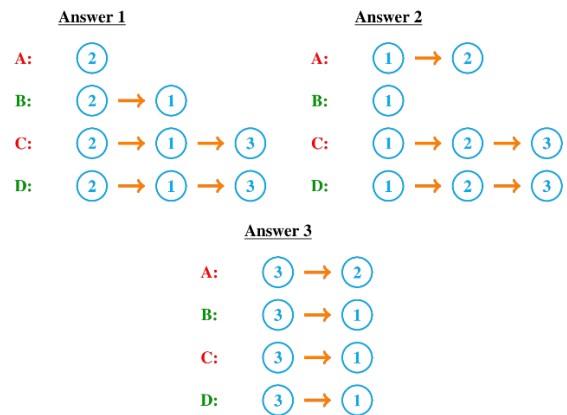 Answer 1
A: 2
B: 2 → 1
C: 2 → 1 → 3
D: 2 → 1 → 3
Answer 2
A: 1 → 2
B: 1
C: 1 → 2 → 3
D: 1 → 2 → 3
Answer 3
A: 3 → 2
B: 3 → 1
C: 3 → 1
D: 3 → 1